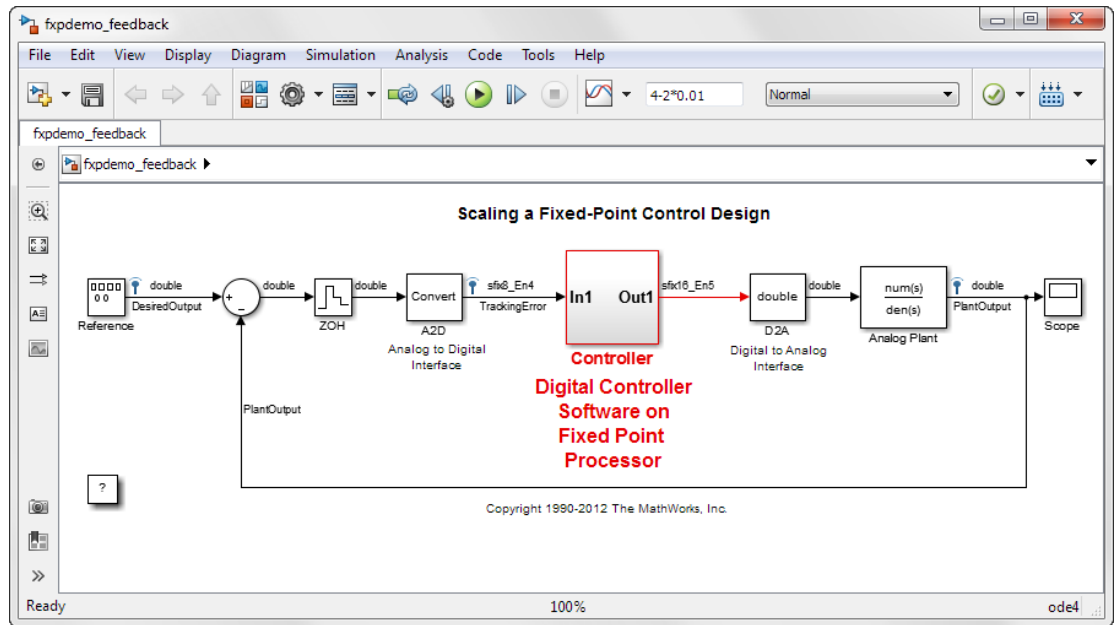 fxpdemo_feedback
File Edit View Display Diagram Simulation Analysis Code Tools Help
4-2*0.01 Normal
fxpdemo_feedback
fxpdemo_feedback
Scaling a Fixed-Point Control Design
double
DesiredOutput
Reference
+
-
double
ZOH
double
Convert
A2D
Analog to Digital
Interface
sfix8_En4
TrackingError
In1 Out1
Controller
Digital Controller
Software on
Fixed Point
Processor
sfix16_En5
double
D2A
Digital to Analog
Interface
double
num(s)
den(s)
Analog Plant
double
PlantOutput
Scope
PlantOutput
?
Copyright 1990-2012 The MathWorks, Inc.
Ready 100% ode4